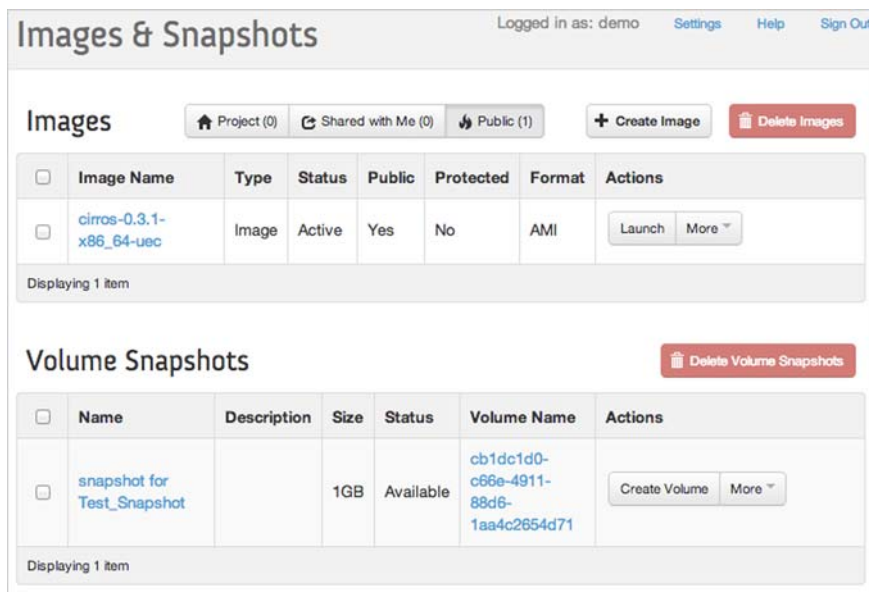 Images & Snapshots
Logged in as: demo Settings Help Sign Out
Images
Project (0) Shared with Me (0) Public (1)
Create Image Delete Images
Image Name Type Status Public Protected Format Actions
cirros-0.3.1-
x86_64-uec
Image Active Yes No AMI Launch More
Displaying 1 item
Volume Snapshots
Delete Volume Snapshots
Name Description Size Status Volume Name Actions
snapshot for
Test_Snapshot
1GB Available
cb1dc1d0-
c66e-4911-
88d6-
1aa4c2654d71
Create Volume More
Displaying 1 item